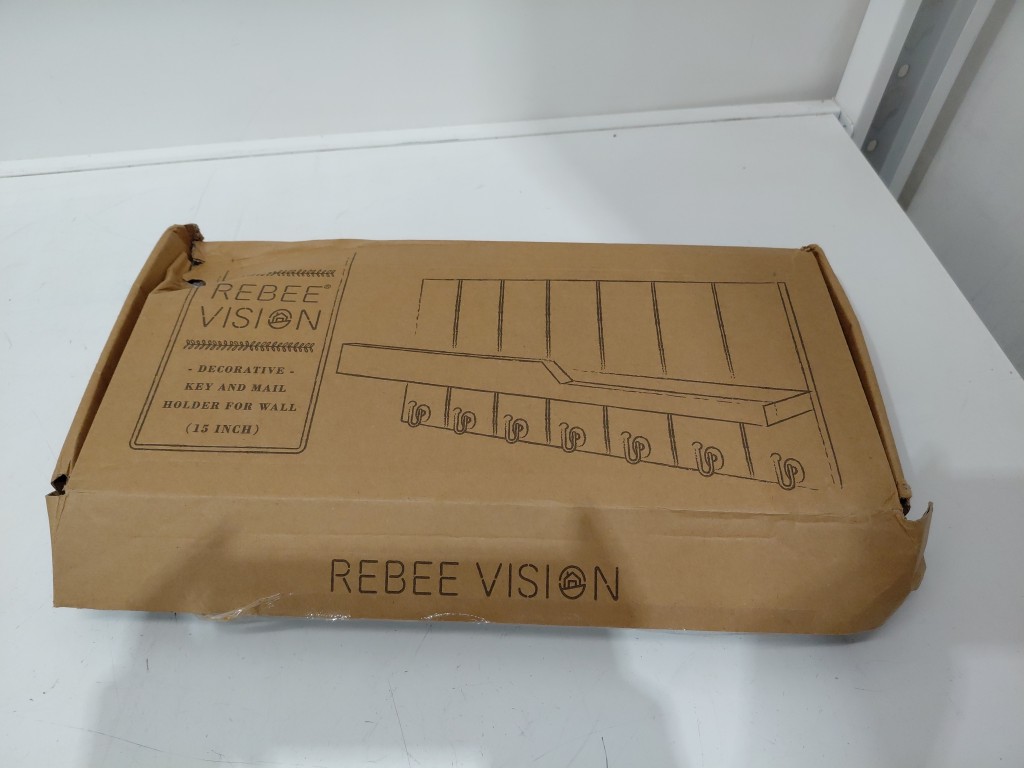 REBEE®
VISION
- DECORATIVE -
KEY AND MAIL
HOLDER FOR WALL
(15 INCH)
REBEE VISION